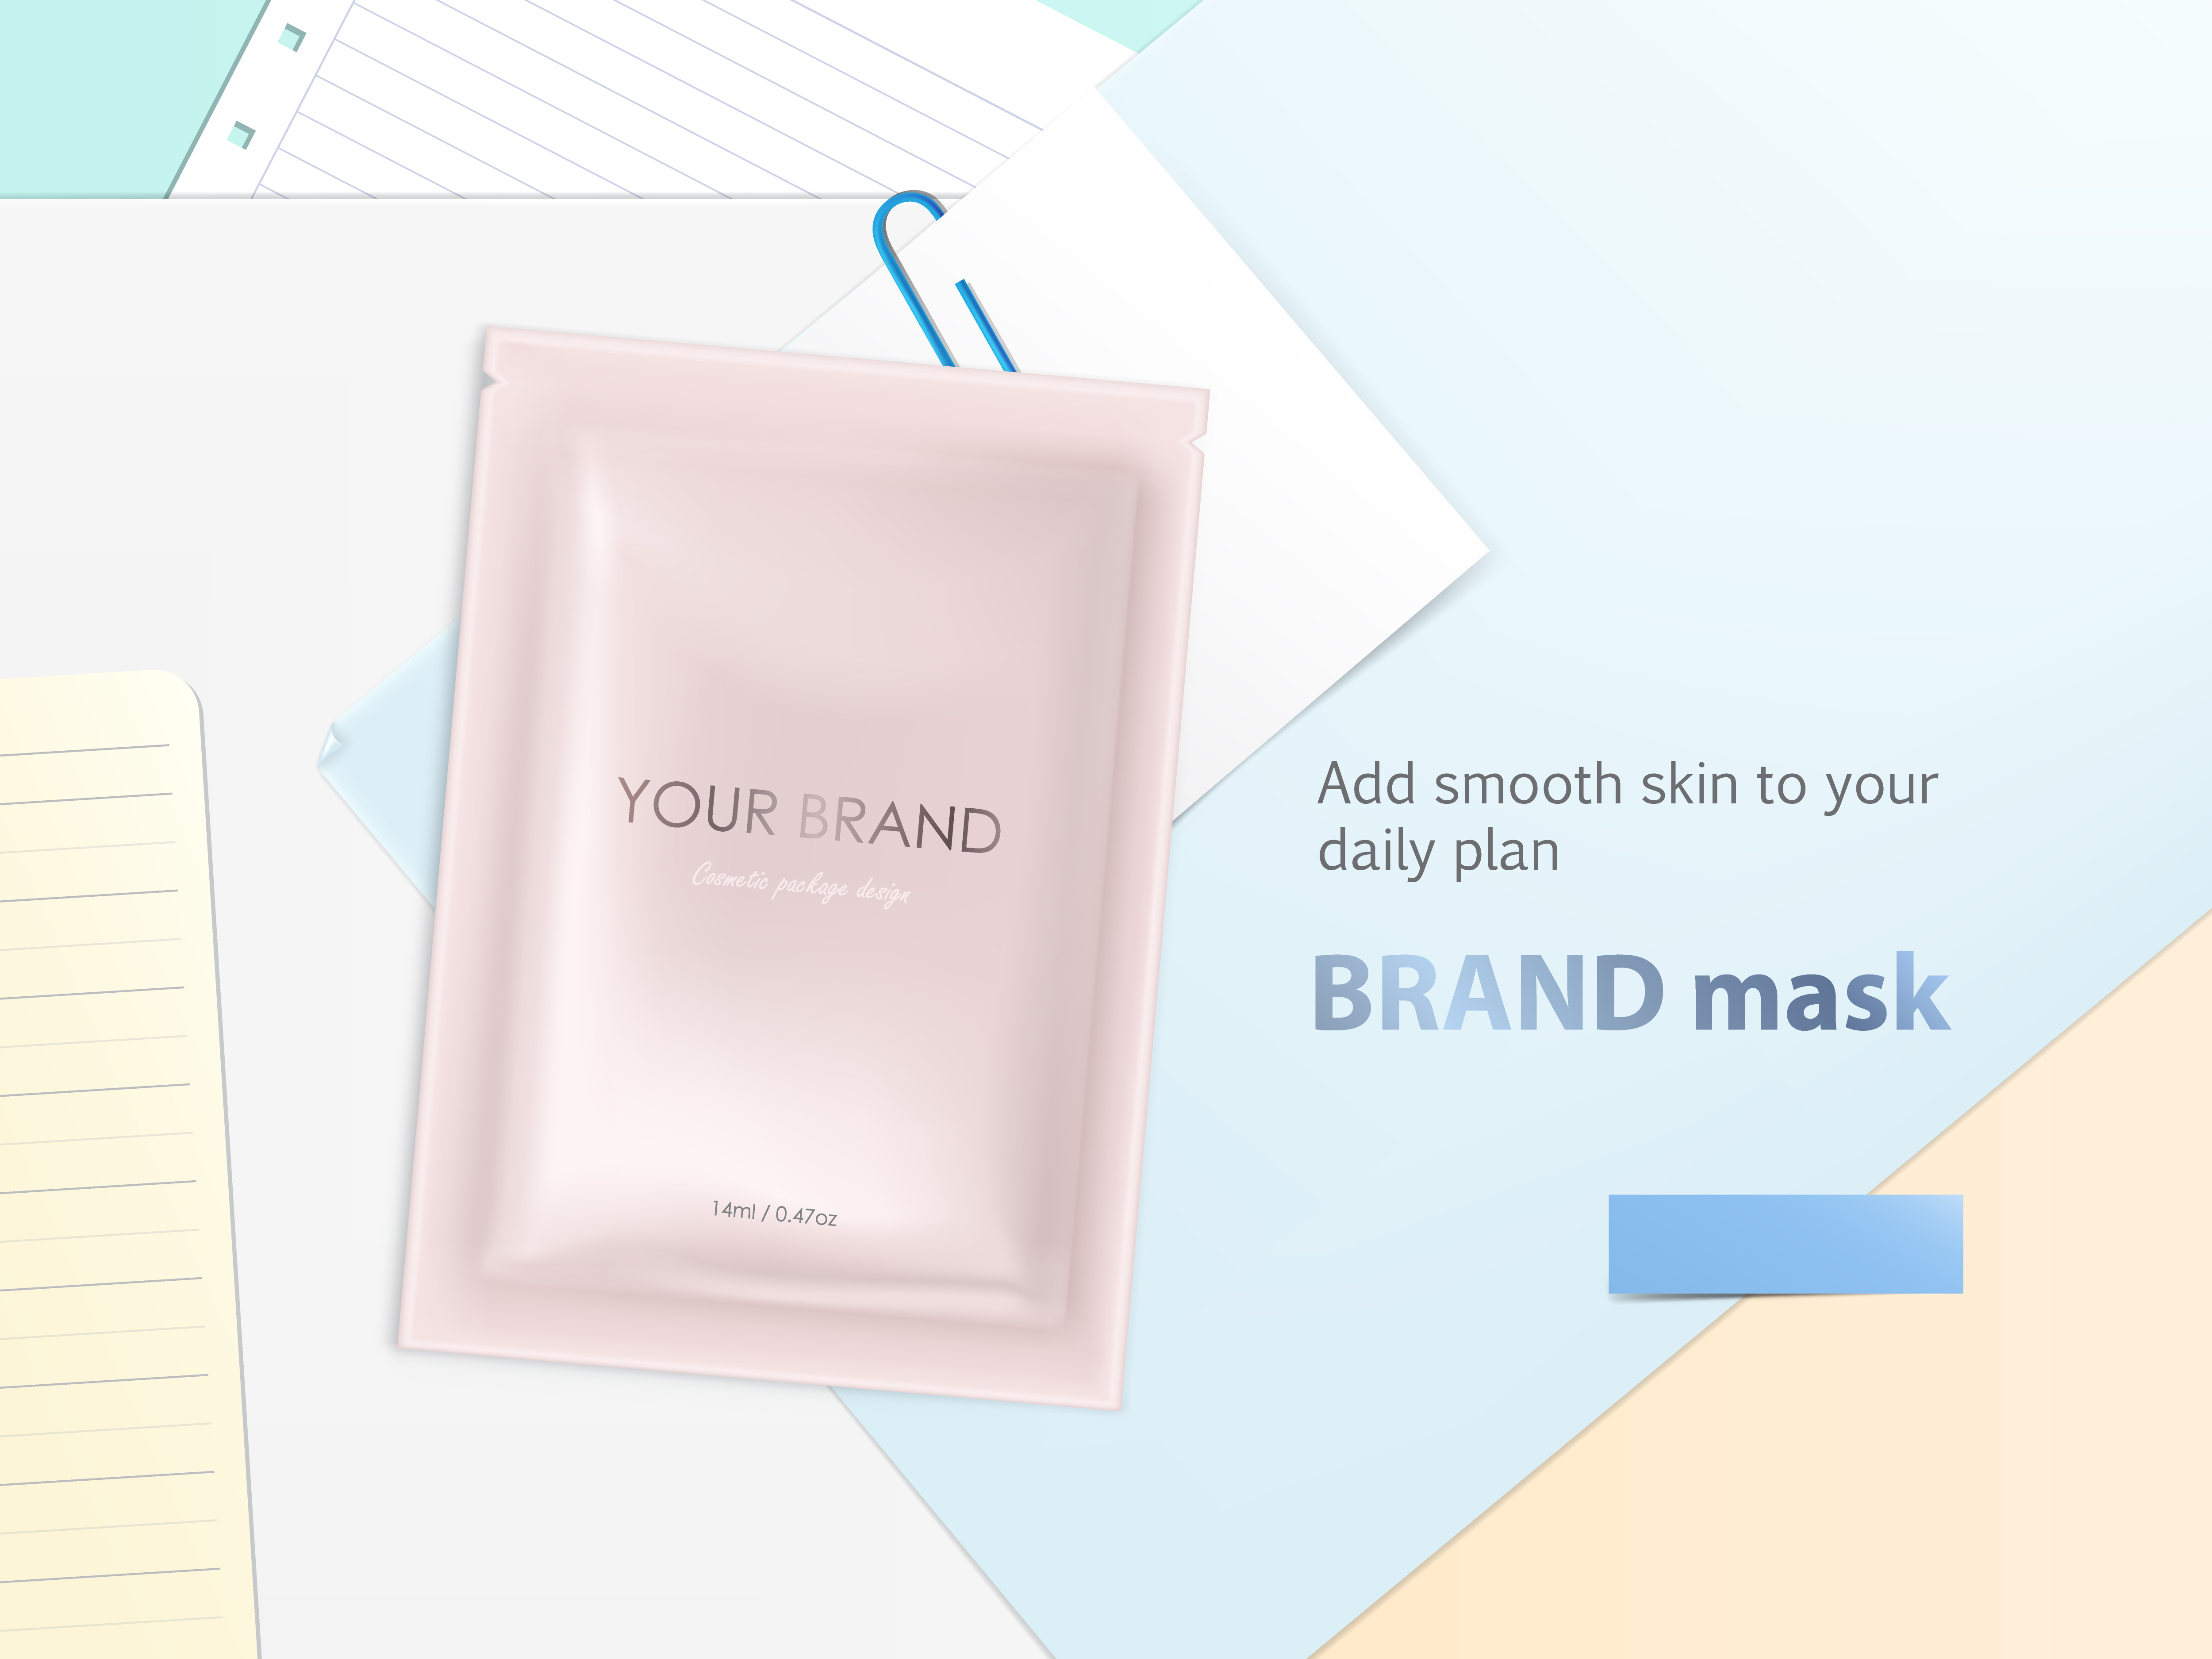 YOUR BRAND
Cosmetic package design
14ml / 0.47oz
Add smooth skin to your
daily plan
BRAND mask